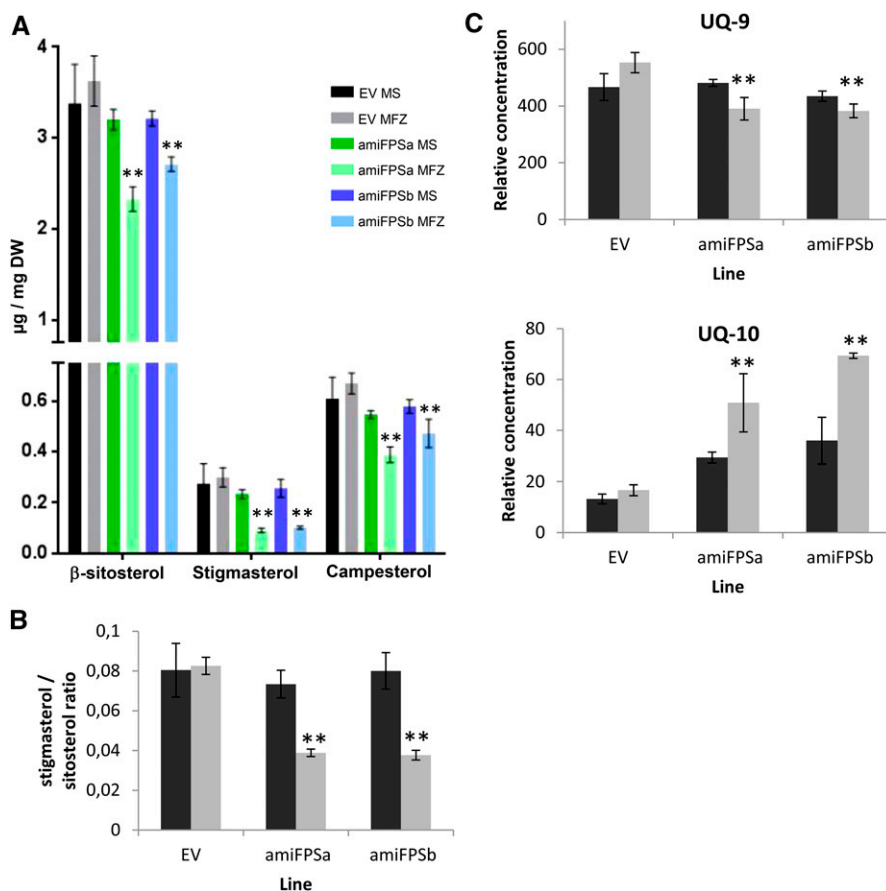 A
4
3
2
1
0.6
0.4
0.2
0.0
µg / mg DW
EV MS
EV MFZ
amiFPSa MS
amiFPSa MFZ
amiFPSb MS
amiFPSb MFZ
** **
** **
** **
β-sitosterol Stigmasterol Campesterol
B
0,1
0,08
0,06
0,04
0,02
0
stigmasterol /
sitosterol ratio
** **
EV amiFPSa amiFPSb
Line
C
UQ-9
600
400
200
0
Relative concentration
** **
EV amiFPSa amiFPSb
Line
UQ-10
80
60
40
20
0
Relative concentration
** **
EV amiFPSa amiFPSb
Line